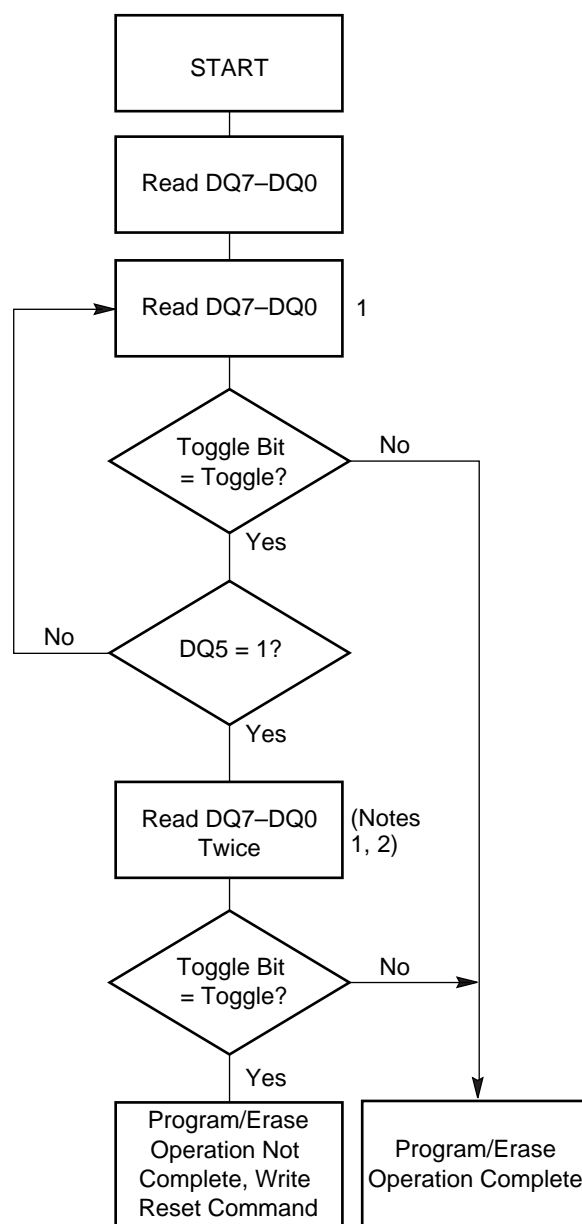 START
Read DQ7–DQ0
Read DQ7–DQ0
1
Toggle Bit
= Toggle?
No
Yes
No
DQ5 = 1?
Yes
Read DQ7–DQ0
Twice
(Notes
1, 2)
Toggle Bit
= Toggle?
No
Yes
Program/Erase
Operation Not
Complete, Write
Reset Command
Program/Erase
Operation Complete